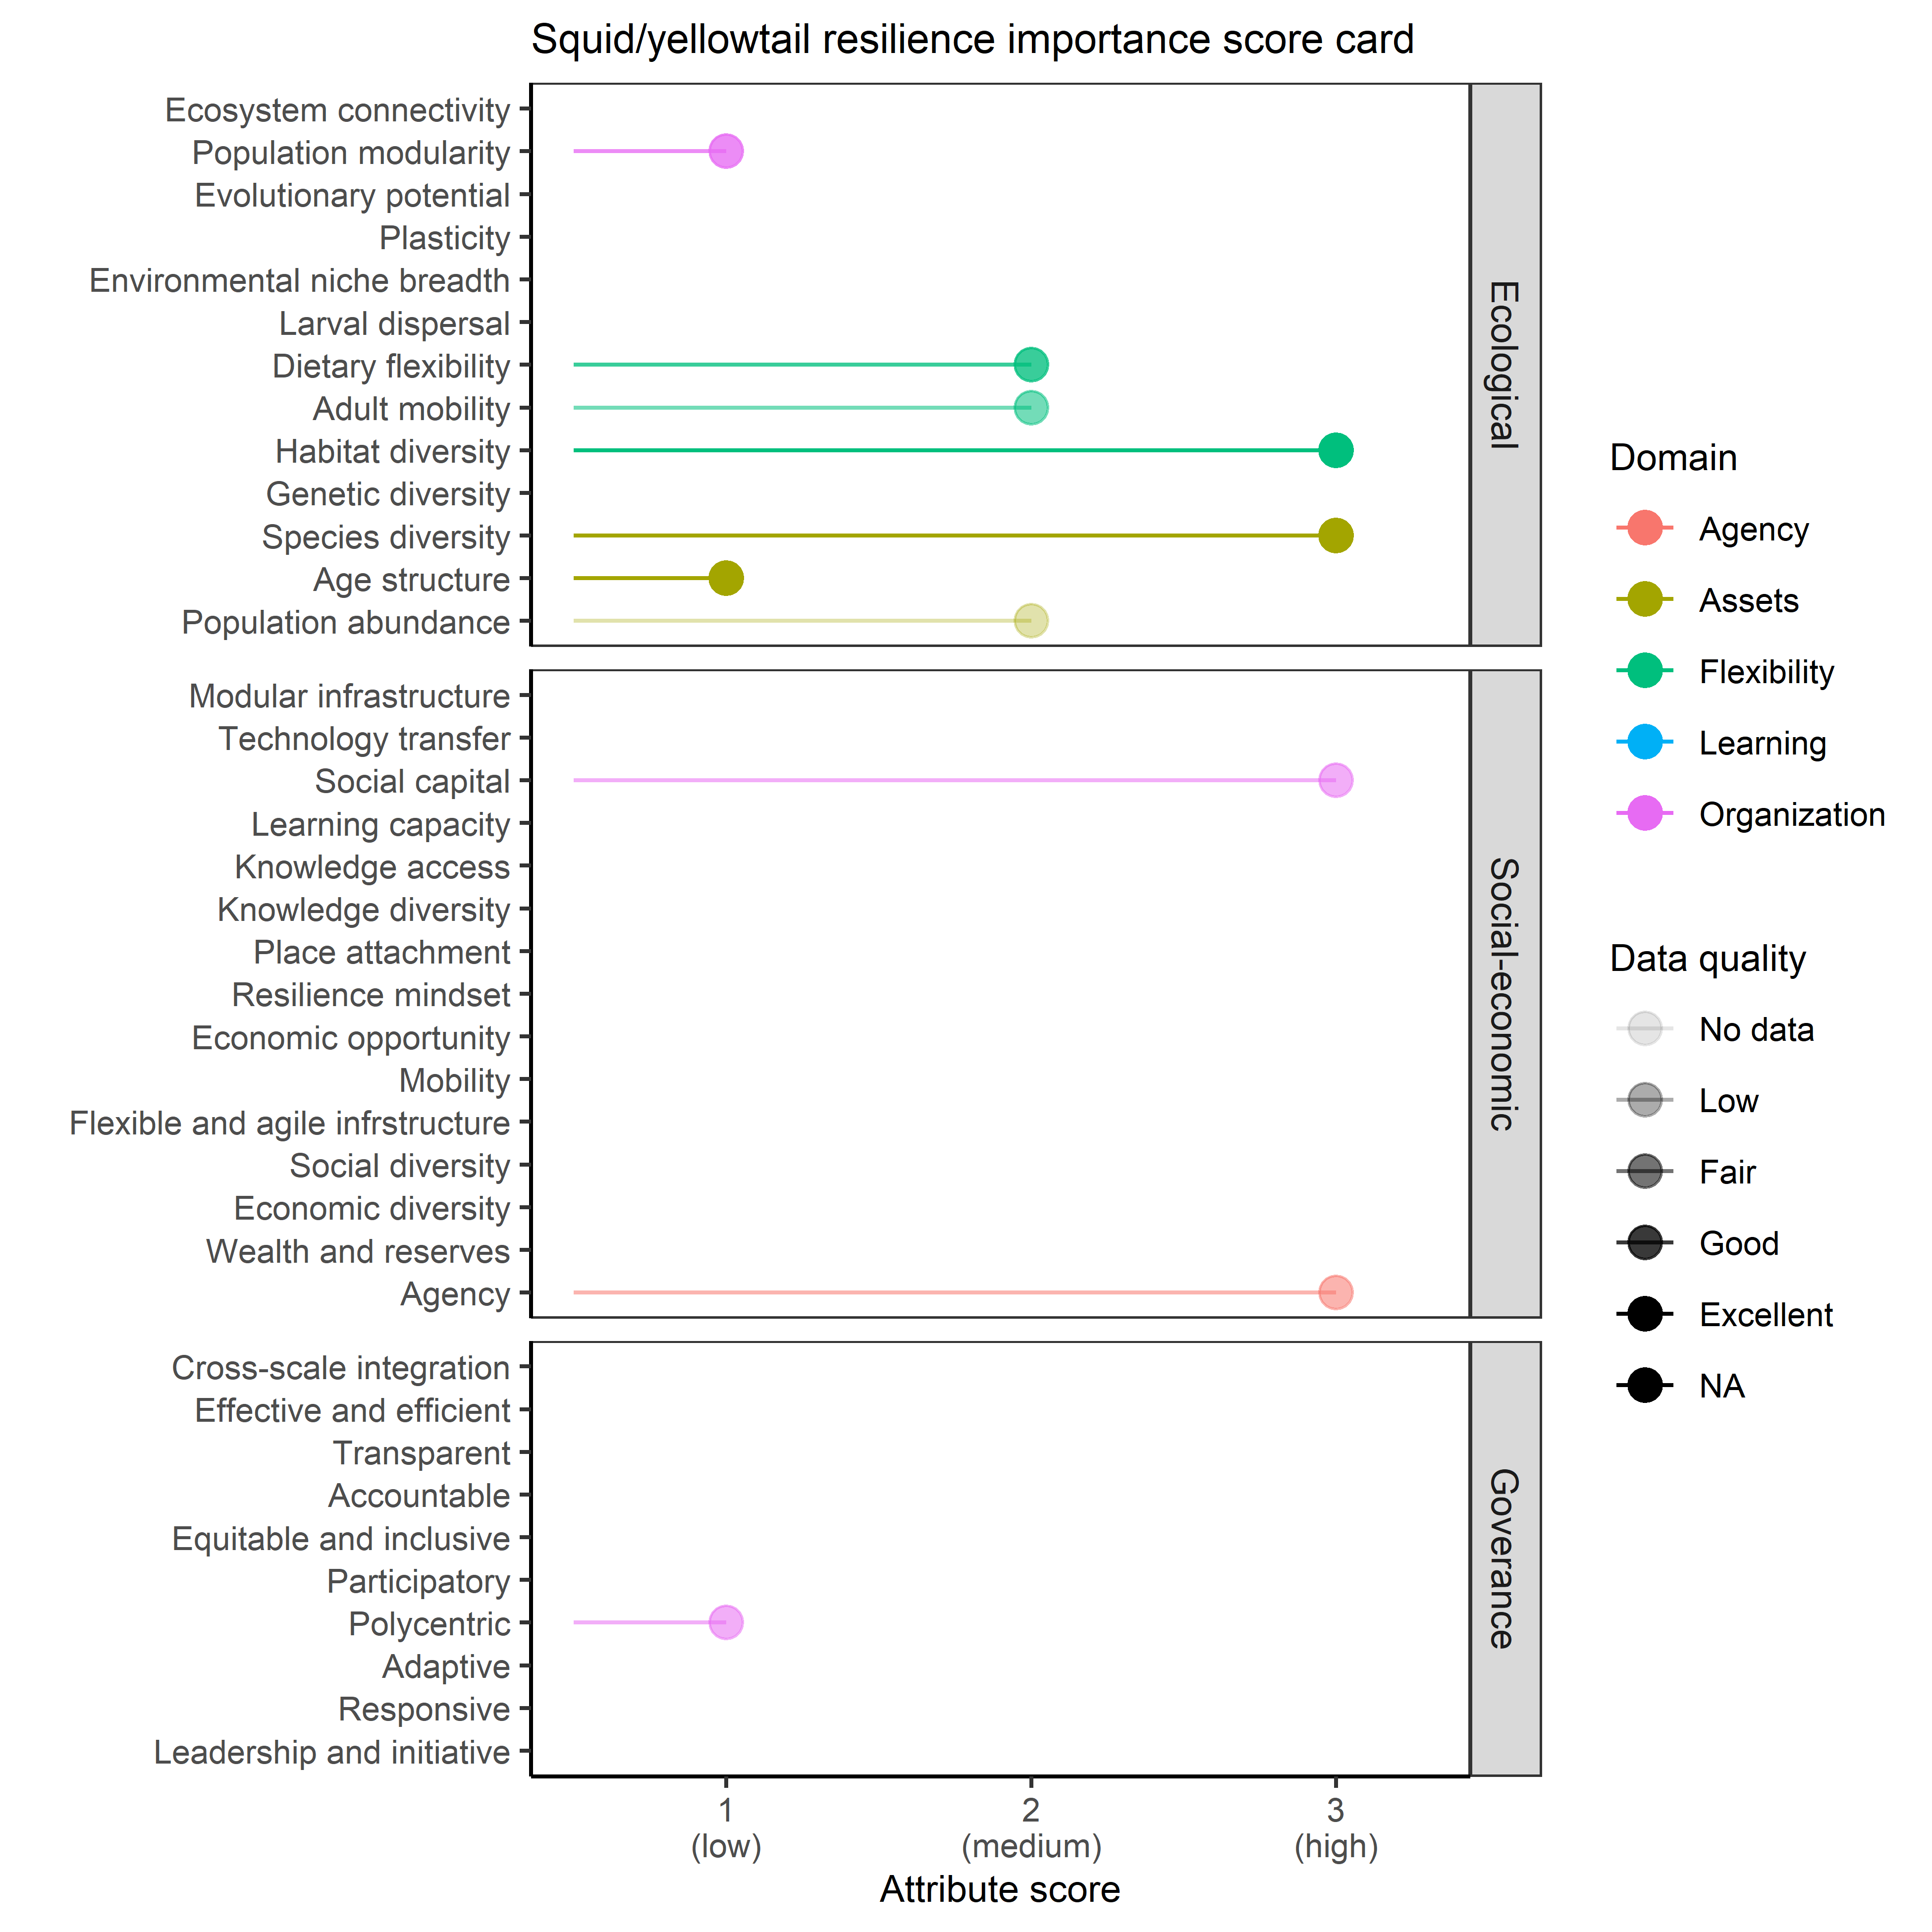 Squid/yellowtail resilience importance score card
Ecosystem connectivity
Population modularity
Evolutionary potential
Plasticity
Environmental niche breadth
Larval dispersal
Dietary flexibility
Adult mobility
Habitat diversity
Genetic diversity
Species diversity
Age structure
Population abundance
Ecological
Modular infrastructure
Technology transfer
Social capital
Learning capacity
Knowledge access
Knowledge diversity
Place attachment
Resilience mindset
Economic opportunity
Mobility
Flexible and agile infrstructure
Social diversity
Economic diversity
Wealth and reserves
Agency
Social-economic
Cross-scale integration
Effective and efficient
Transparent
Accountable
Equitable and inclusive
Participatory
Polycentric
Adaptive
Responsive
Leadership and initiative
Governance
1
(low)
2
(medium)
3
(high)
Attribute score
Domain
Agency
Assets
Flexibility
Learning
Organization
Data quality
No data
Low
Fair
Good
Excellent
NA